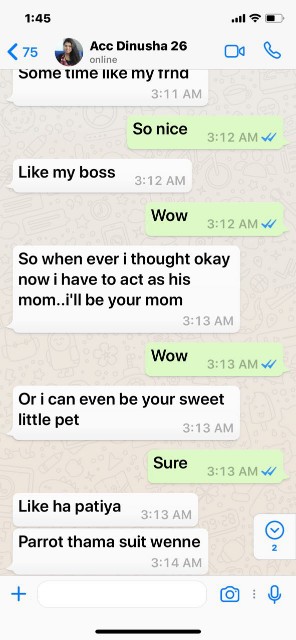 1:45
75
Acc Dinusha 26
online
Some time like my frnd
3:11 AM
So nice
3:12 AM
Like my boss
3:12 AM
Wow
3:12 AM
So when ever i thought okay
now i have to act as his
mom..i'll be your mom
3:13 AM
Wow
3:13 AM
Or i can even be your sweet
little pet
3:13 AM
Sure
3:13 AM
Like ha patiya
3:13 AM
Parrot thama suit wenne
3:14 AM
2